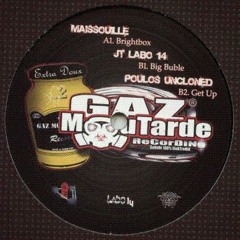 MAISSOUILLE
A1. Brightbox
JT LABO 14
B1. Big Buble
POULOS UNCLONED
B2. Get Up
Extra Doux
GAZ
MouTarde
ReCorDiNg
LABO 14